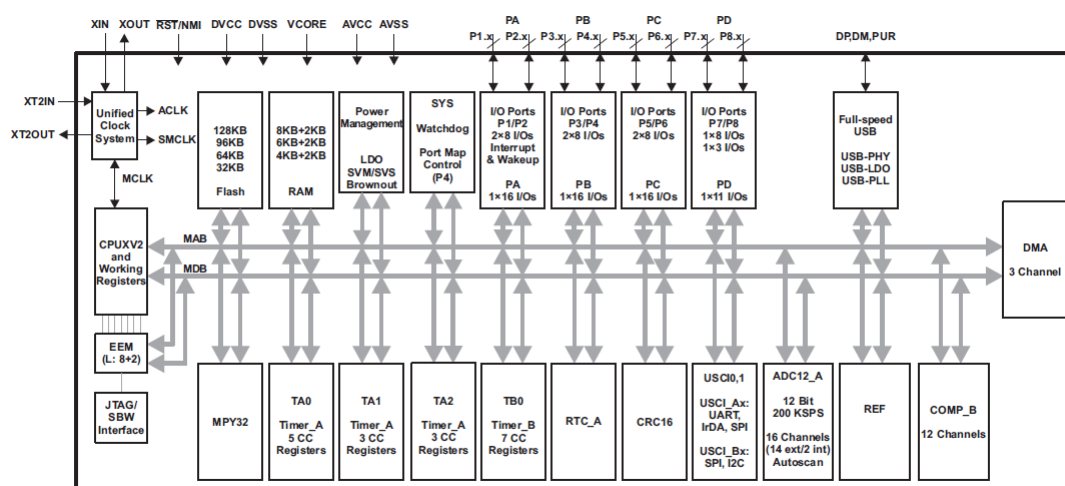 XIN XOUT RST/NMI DVCC DVSS VCORE AVCC AVSS PA PB PC PD
P1.x P2.x P3.x P4.x P5.x P6.x P7.x P8.x DP,DM,PUR
XT2IN
XT2OUT
Unified
Clock
System
ACLK
SMCLK
MCLK
128KB
96KB
64KB
32KB
Flash
8KB+2KB
6KB+2KB
4KB+2KB
RAM
Power
Management
LDO
SVM/SVS
Brownout
SYS
Watchdog
Port Map
Control
(P4)
I/O Ports
P1/P2
2×8 I/Os
Interrupt
& Wakeup
PA
1×16 I/Os
I/O Ports
P3/P4
2×8 I/Os
PB
1×16 I/Os
I/O Ports
P5/P6
2×8 I/Os
PC
1×16 I/Os
I/O Ports
P7/P8
1×8 I/Os
1×3 I/Os
PD
1×11 I/Os
Full-speed
USB
USB-PHY
USB-LDO
USB-PLL
CPUXV2
and
Working
Registers
MAB
MDB
DMA
3 Channel
EEM
(L: 8+2)
JTAG/
SBW
Interface
MPY32
TA0
Timer_A
5 CC
Registers
TA1
Timer_A
3 CC
Registers
TA2
Timer_A
3 CC
Registers
TB0
Timer_B
7 CC
Registers
RTC_A
CRC16
USCI0,1
USCI_Ax:
UART,
IrDA, SPI
USCI_Bx:
SPI, I2C
ADC12_A
12 Bit
200 KSPS
16 Channels
(14 ext/2 int)
Autoscan
REF
COMP_B
12 Channels